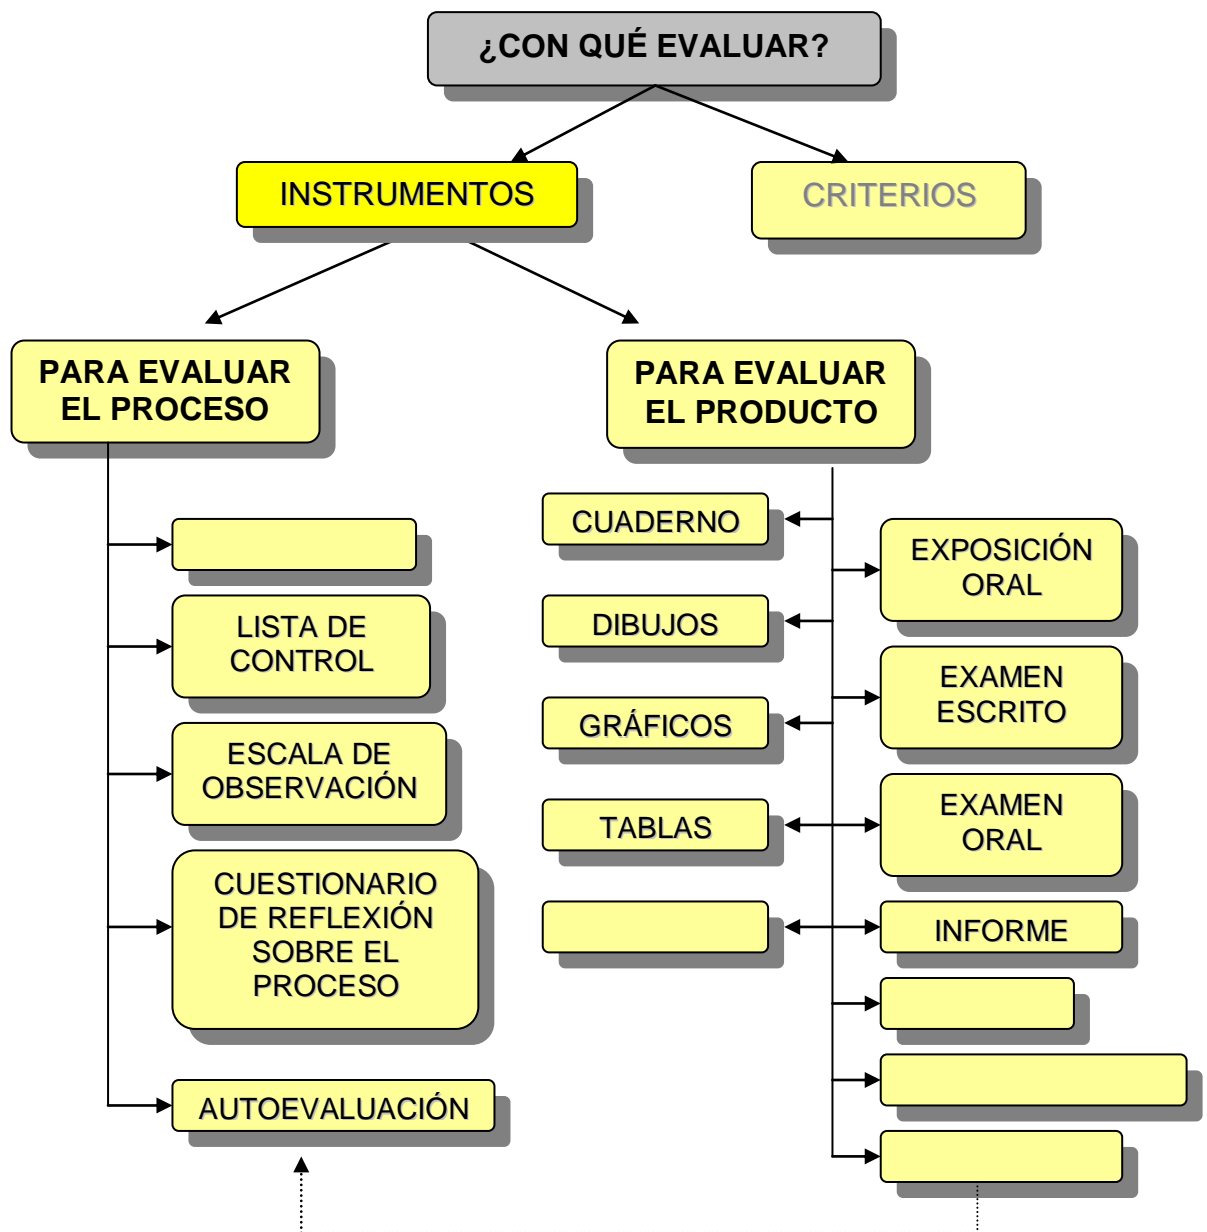 ¿CON QUÉ EVALUAR?
INSTRUMENTOS
CRITERIOS
PARA EVALUAR
EL PROCESO
PARA EVALUAR
EL PRODUCTO
LISTA DE
CONTROL
ESCALA DE
OBSERVACIÓN
CUESTIONARIO
DE REFLEXIÓN
SOBRE EL
PROCESO
AUTOEVALUACIÓN
CUADERNO
DIBUJOS
GRÁFICOS
TABLAS
EXPOSICIÓN
ORAL
EXAMEN
ESCRITO
EXAMEN
ORAL
INFORME